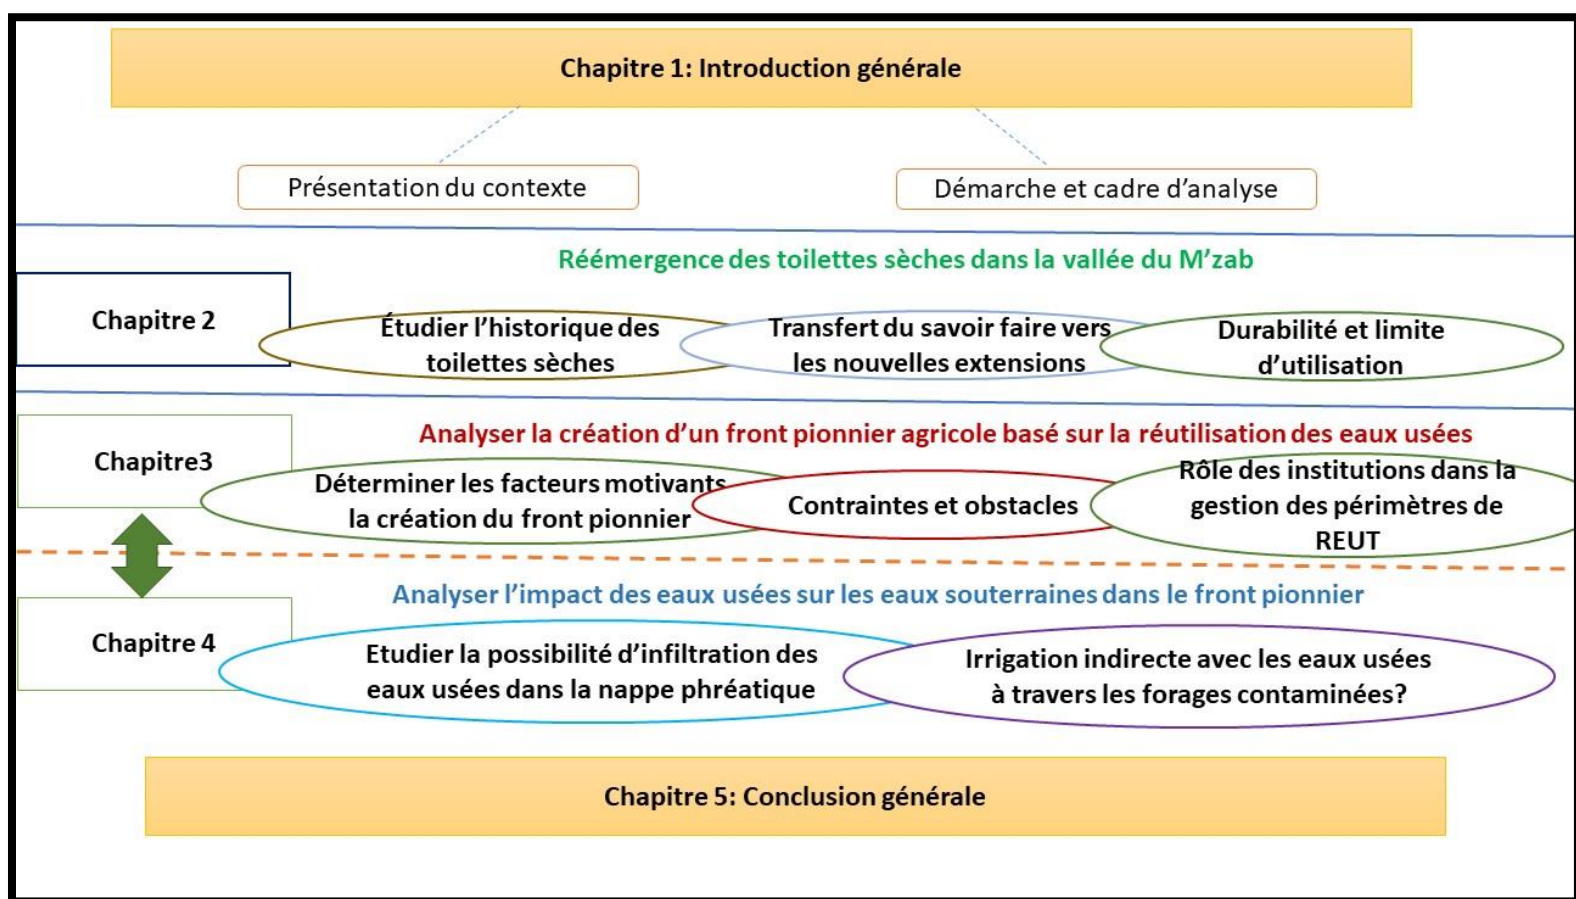 Chapitre 1: Introduction générale
Présentation du contexte
Démarche et cadre d’analyse
Réémergence des toilettes sèches dans la vallée du M’zab
Chapitre 2
Étudier l’historique des
toilettes sèches
Transfert du savoir faire vers
les nouvelles extensions
Durabilité et limite
d’utilisation
Analyser la création d’un front pionnier agricole basé sur la réutilisation des eaux usées
Chapitre3
Déterminer les facteurs motivants
la création du front pionnier
Contraintes et obstacles
Rôle des institutions dans la
gestion des périmètres de
REUT
Analyser l’impact des eaux usées sur les eaux souterraines dans le front pionnier
Chapitre 4
Etudier la possibilité d’infiltration des
eaux usées dans la nappe phréatique
Irrigation indirecte avec les eaux usées
à travers les forages contaminées?
Chapitre 5: Conclusion générale